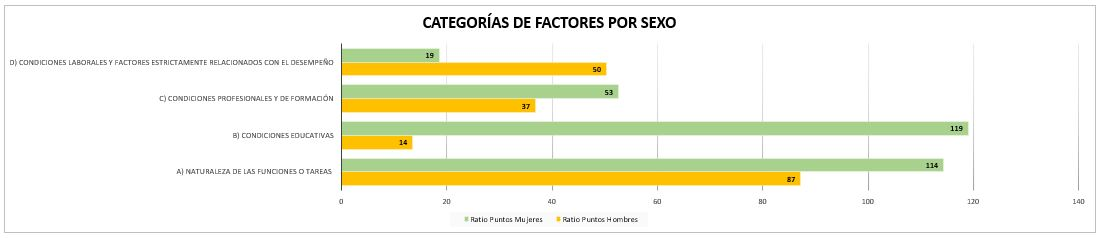 CATEGORÍAS DE FACTORES POR SEXO
D) CONDICIONES LABORALES Y FACTORES ESTRICTAMENTE RELACIONADOS CON EL DESEMPEÑO
19
50
C) CONDICIONES PROFESIONALES Y DE FORMACIÓN
53
37
B) CONDICIONES EDUCATIVAS
119
14
A) NATURALEZA DE LAS FUNCIONES O TAREAS
114
87
0 20 40 60 80 100 120 140
Ratio Puntos Mujeres Ratio Puntos Hombres